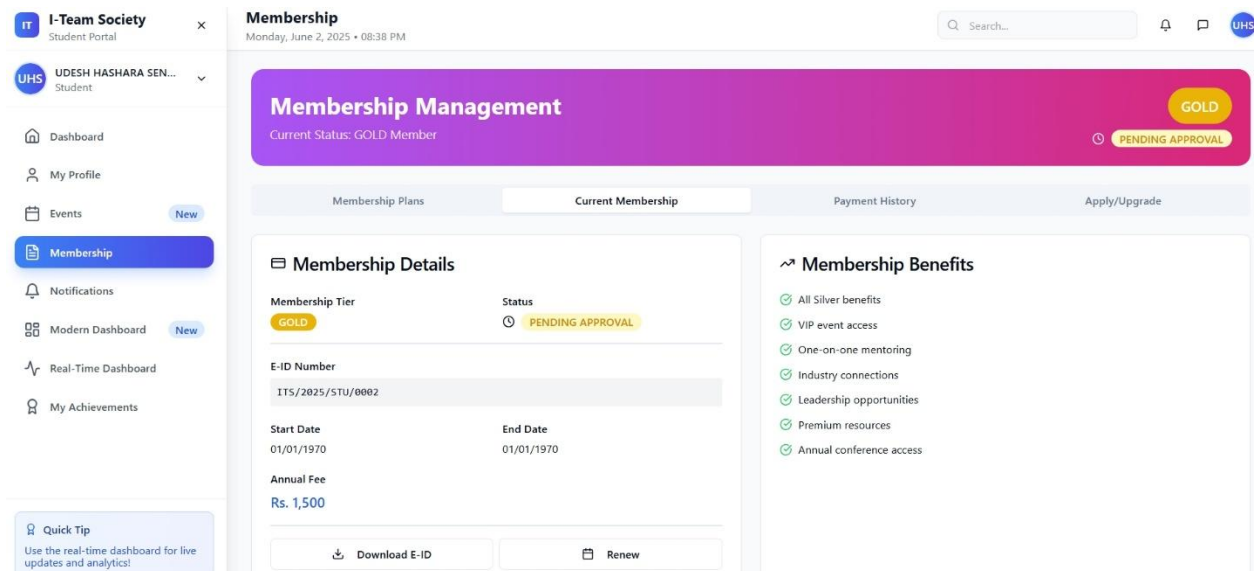 IT
I-Team Society
Student Portal
UHS
UDESH HASHARA SEN...
Student
Dashboard
My Profile
Events New
Membership
Notifications
Modern Dashboard New
Real-Time Dashboard
My Achievements
Quick Tip
Use the real-time dashboard for live
updates and analytics!
Membership
Monday, June 2, 2025 • 08:38 PM
Search...
UHS
Membership Management
Current Status: GOLD Member
GOLD
PENDING APPROVAL
Membership Plans Current Membership Payment History Apply/Upgrade
Membership Details
Membership Tier Status
GOLD PENDING APPROVAL
E-ID Number
ITS/2025/STU/0002
Start Date End Date
01/01/1970 01/01/1970
Annual Fee
Rs. 1,500
Download E-ID Renew
Membership Benefits
All Silver benefits
VIP event access
One-on-one mentoring
Industry connections
Leadership opportunities
Premium resources
Annual conference access